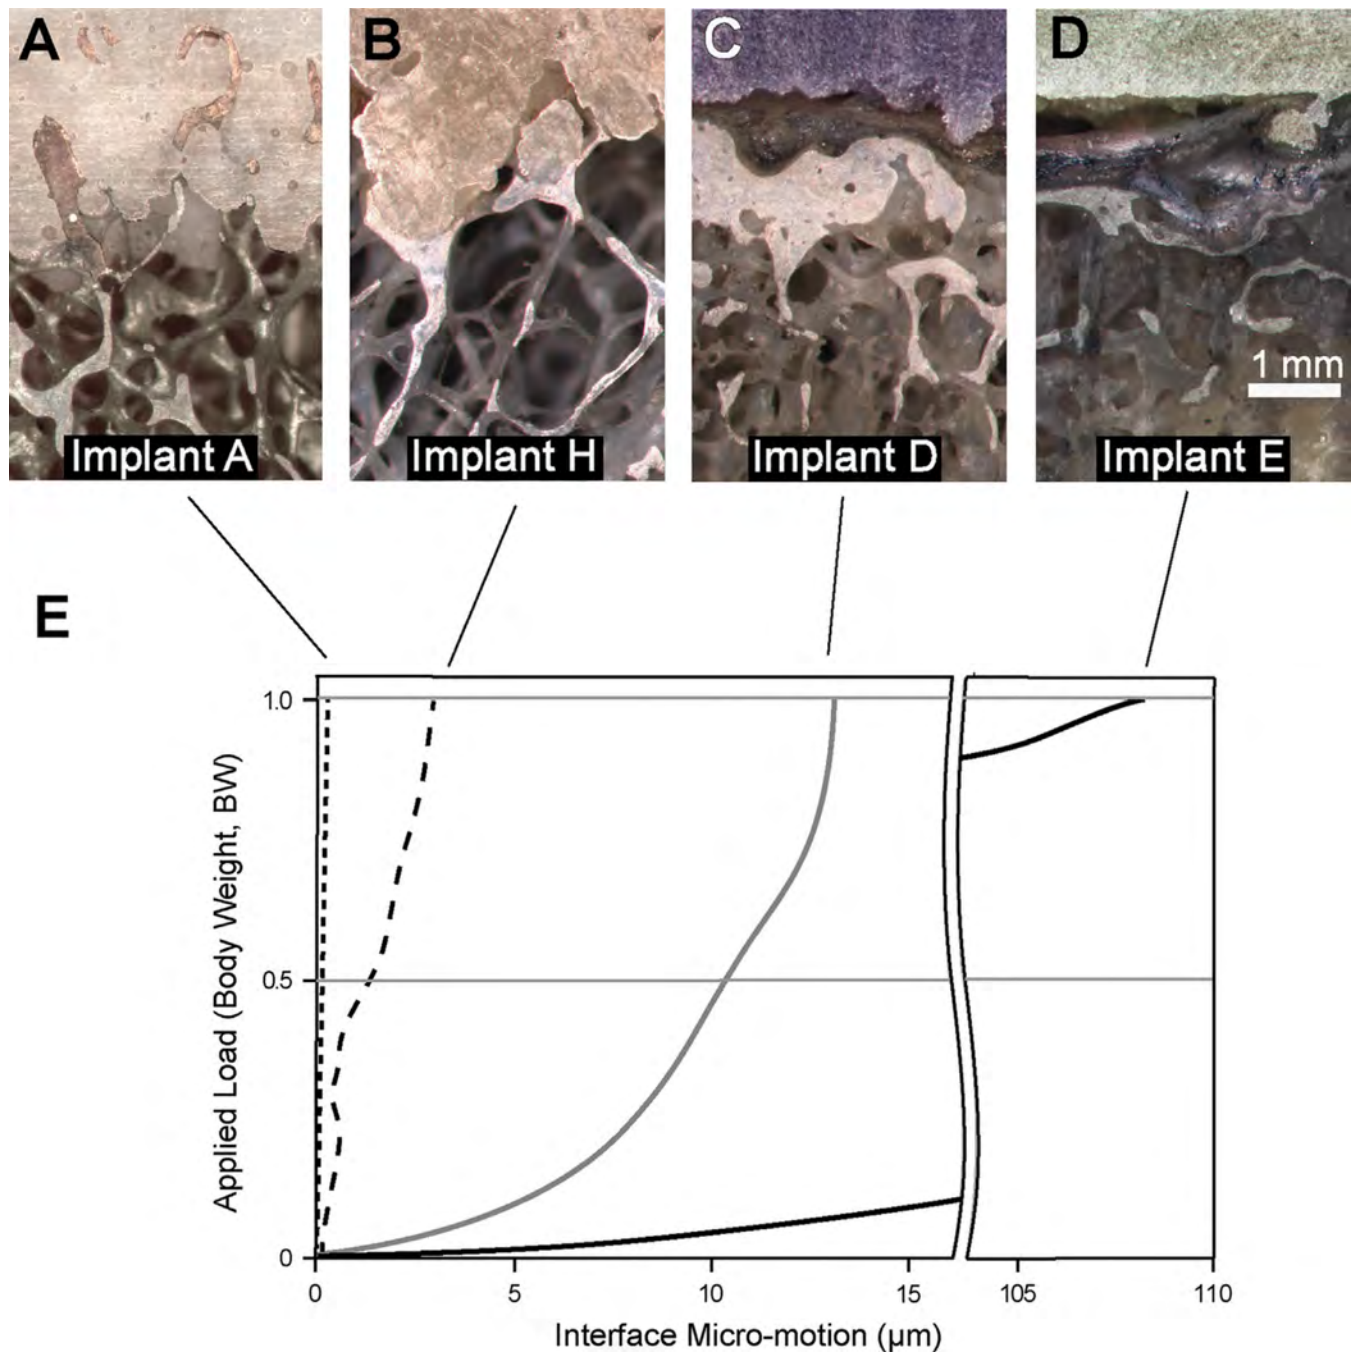 A
B
C
D
1 mm
Implant A
Implant H
Implant D
Implant E
E
1.0
0.5
0
Applied Load (Body Weight, BW)
0
5
10
15
105
110
Interface Micro-motion (µm)